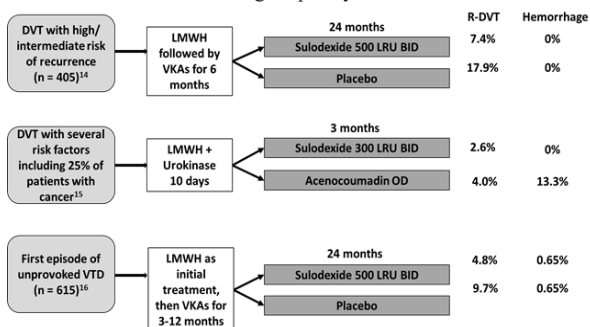 R-DVT Hemorrhage
DVT with high/
intermediate risk
of recurrence
(n = 405)14
LMWH
followed by
VKAs for 6
months
24 months
Sulodexide 500 LRU BID
Placebo
7.4% 0%
17.9% 0%
DVT with several
risk factors
including 25% of
patients with
cancer15
LMWH +
Urokinase
10 days
3 months
Sulodexide 300 LRU BID
Acenocoumadin OD
2.6% 0%
4.0% 13.3%
First episode of
unprovoked VTD
(n = 615)16
LMWH as
initial
treatment,
then VKAs for
3-12 months
24 months
Sulodexide 500 LRU BID
Placebo
4.8% 0.65%
9.7% 0.65%